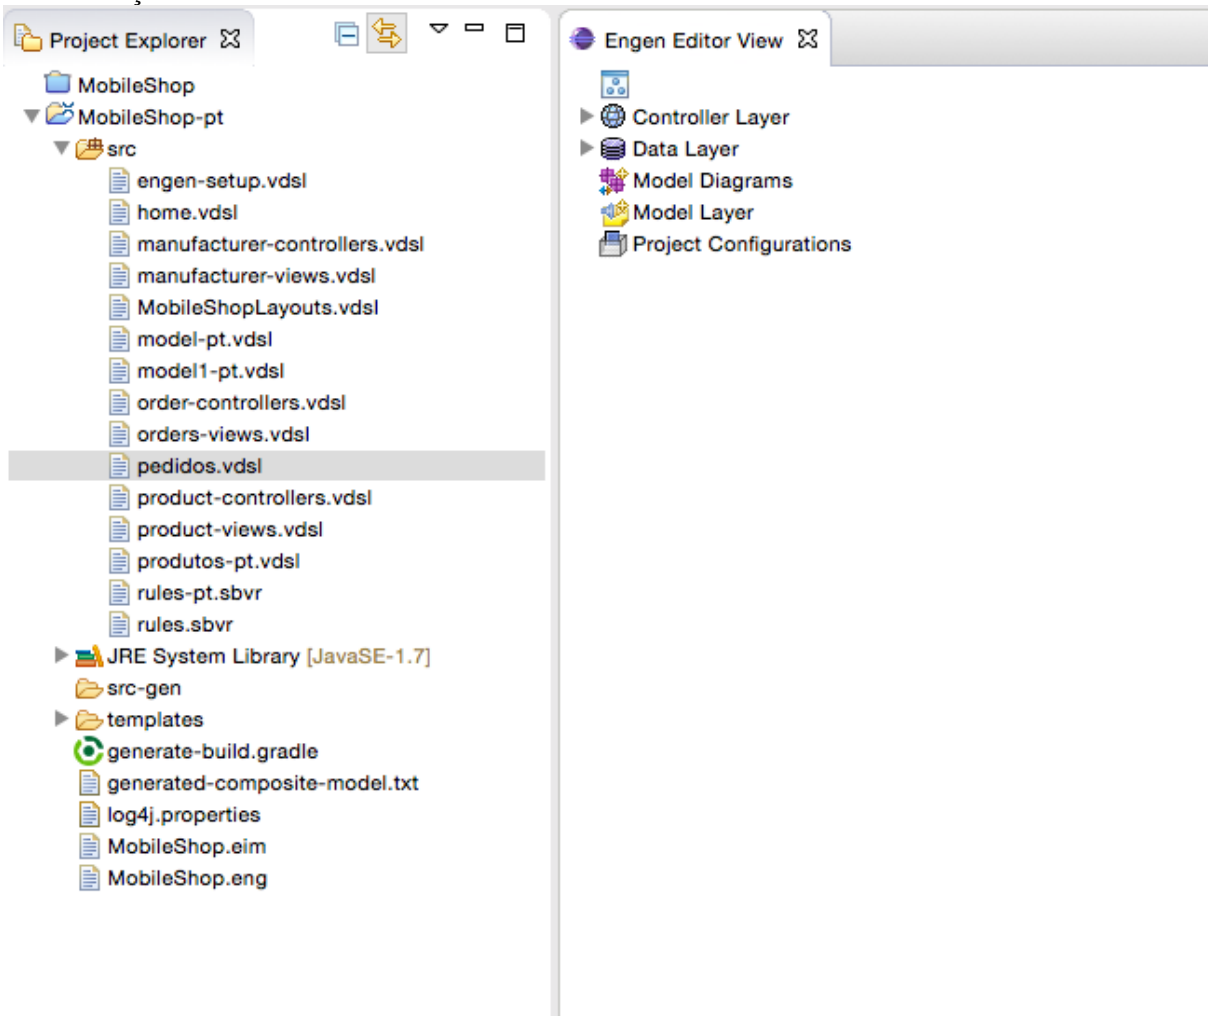 Project Explorer
MobileShop
MobileShop-pt
src
engen-setup.vdsl
home.vdsl
manufacturer-controllers.vdsl
manufacturer-views.vdsl
MobileShopLayouts.vdsl
model-pt.vdsl
model1-pt.vdsl
order-controllers.vdsl
orders-views.vdsl
pedidos.vdsl
product-controllers.vdsl
product-views.vdsl
produtos-pt.vdsl
rules-pt.sbvr
rules.sbvr
JRE System Library [JavaSE-1.7]
src-gen
templates
generate-build.gradle
generated-composite-model.txt
log4j.properties
MobileShop.eim
MobileShop.eng
Engen Editor View
Controller Layer
Data Layer
Model Diagrams
Model Layer
Project Configurations